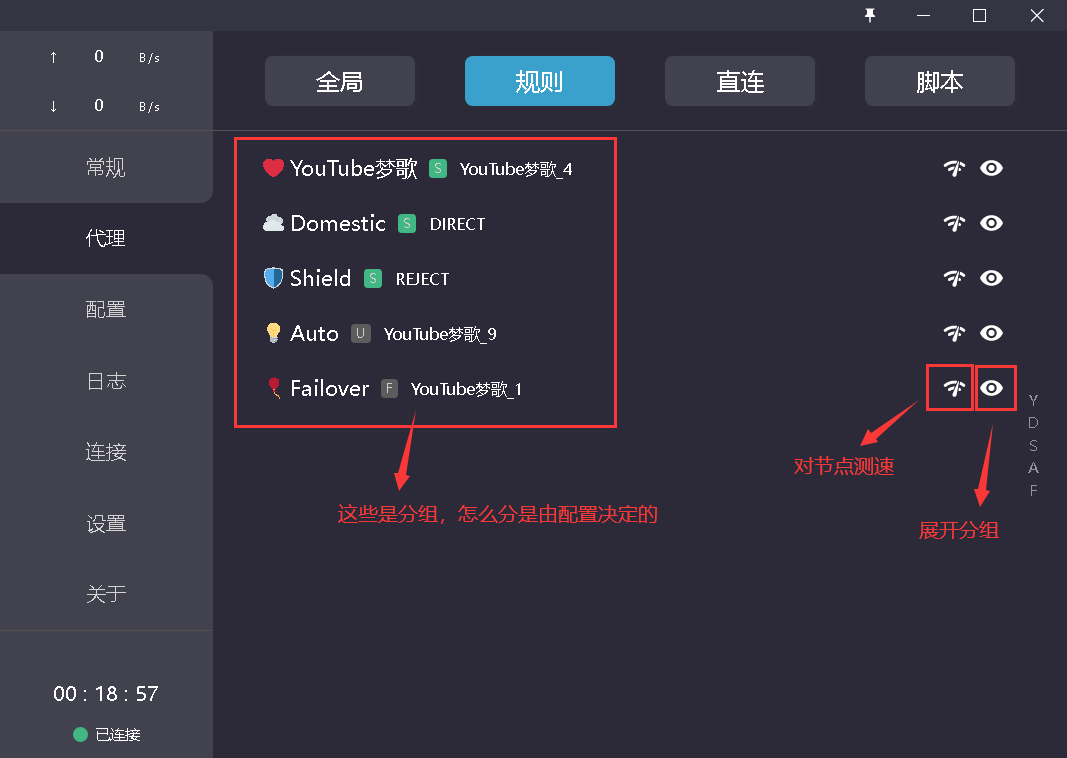 ↑ 0 B/s
↓ 0 B/s
常规
代理
配置
日志
连接
设置
关于
00 : 18 : 57
已连接
全局 规则 直连 脚本
YouTube梦歌 S YouTube梦歌_4
Domestic S DIRECT
Shield S REJECT
Auto U YouTube梦歌_9
Failover F YouTube梦歌_1
对节点测速
这些是分组，怎么分是由配置决定的
展开分组
Y
D
S
A
F